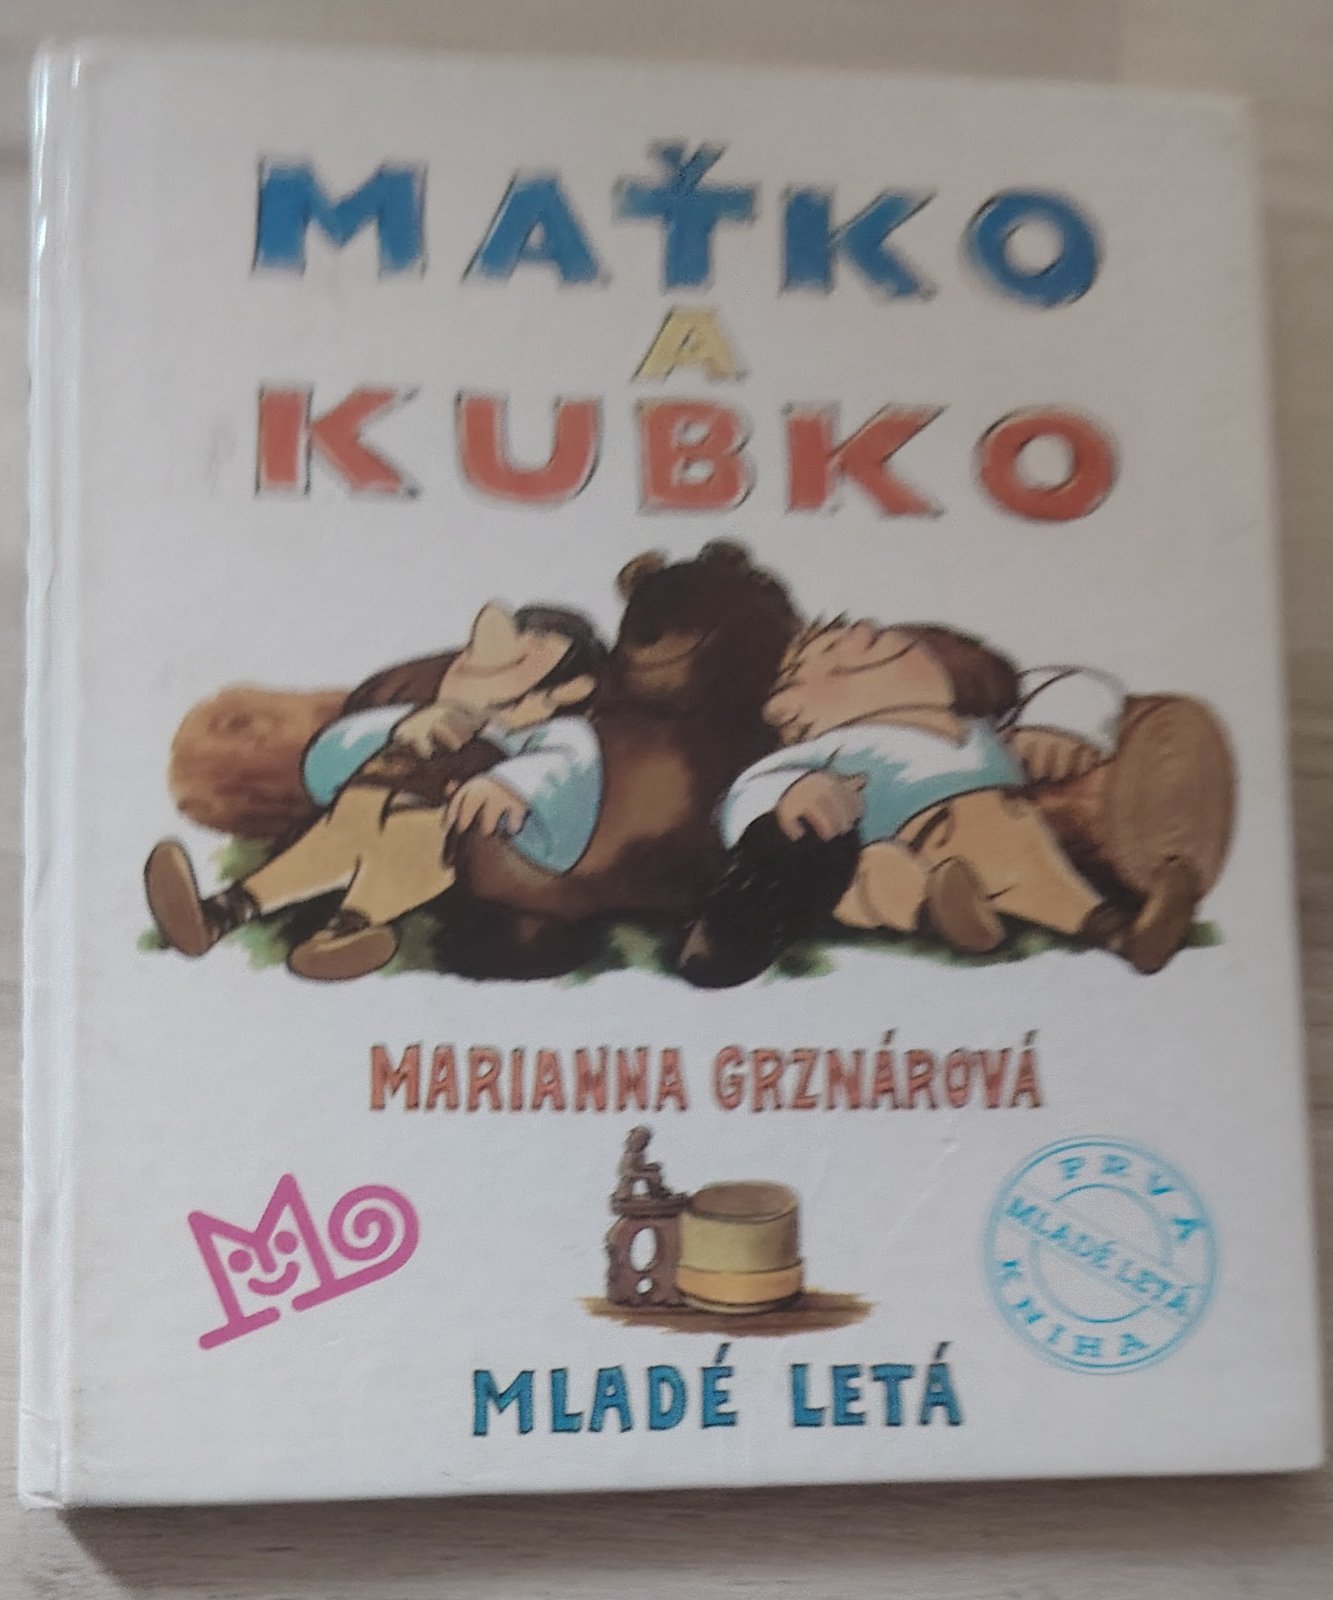 MAŤKO
A
KUBKO
MARIANNA GRZNÁROVÁ
PRVÁ
MLADÉ LETÁ
KNIHA
MLADÉ LETÁ